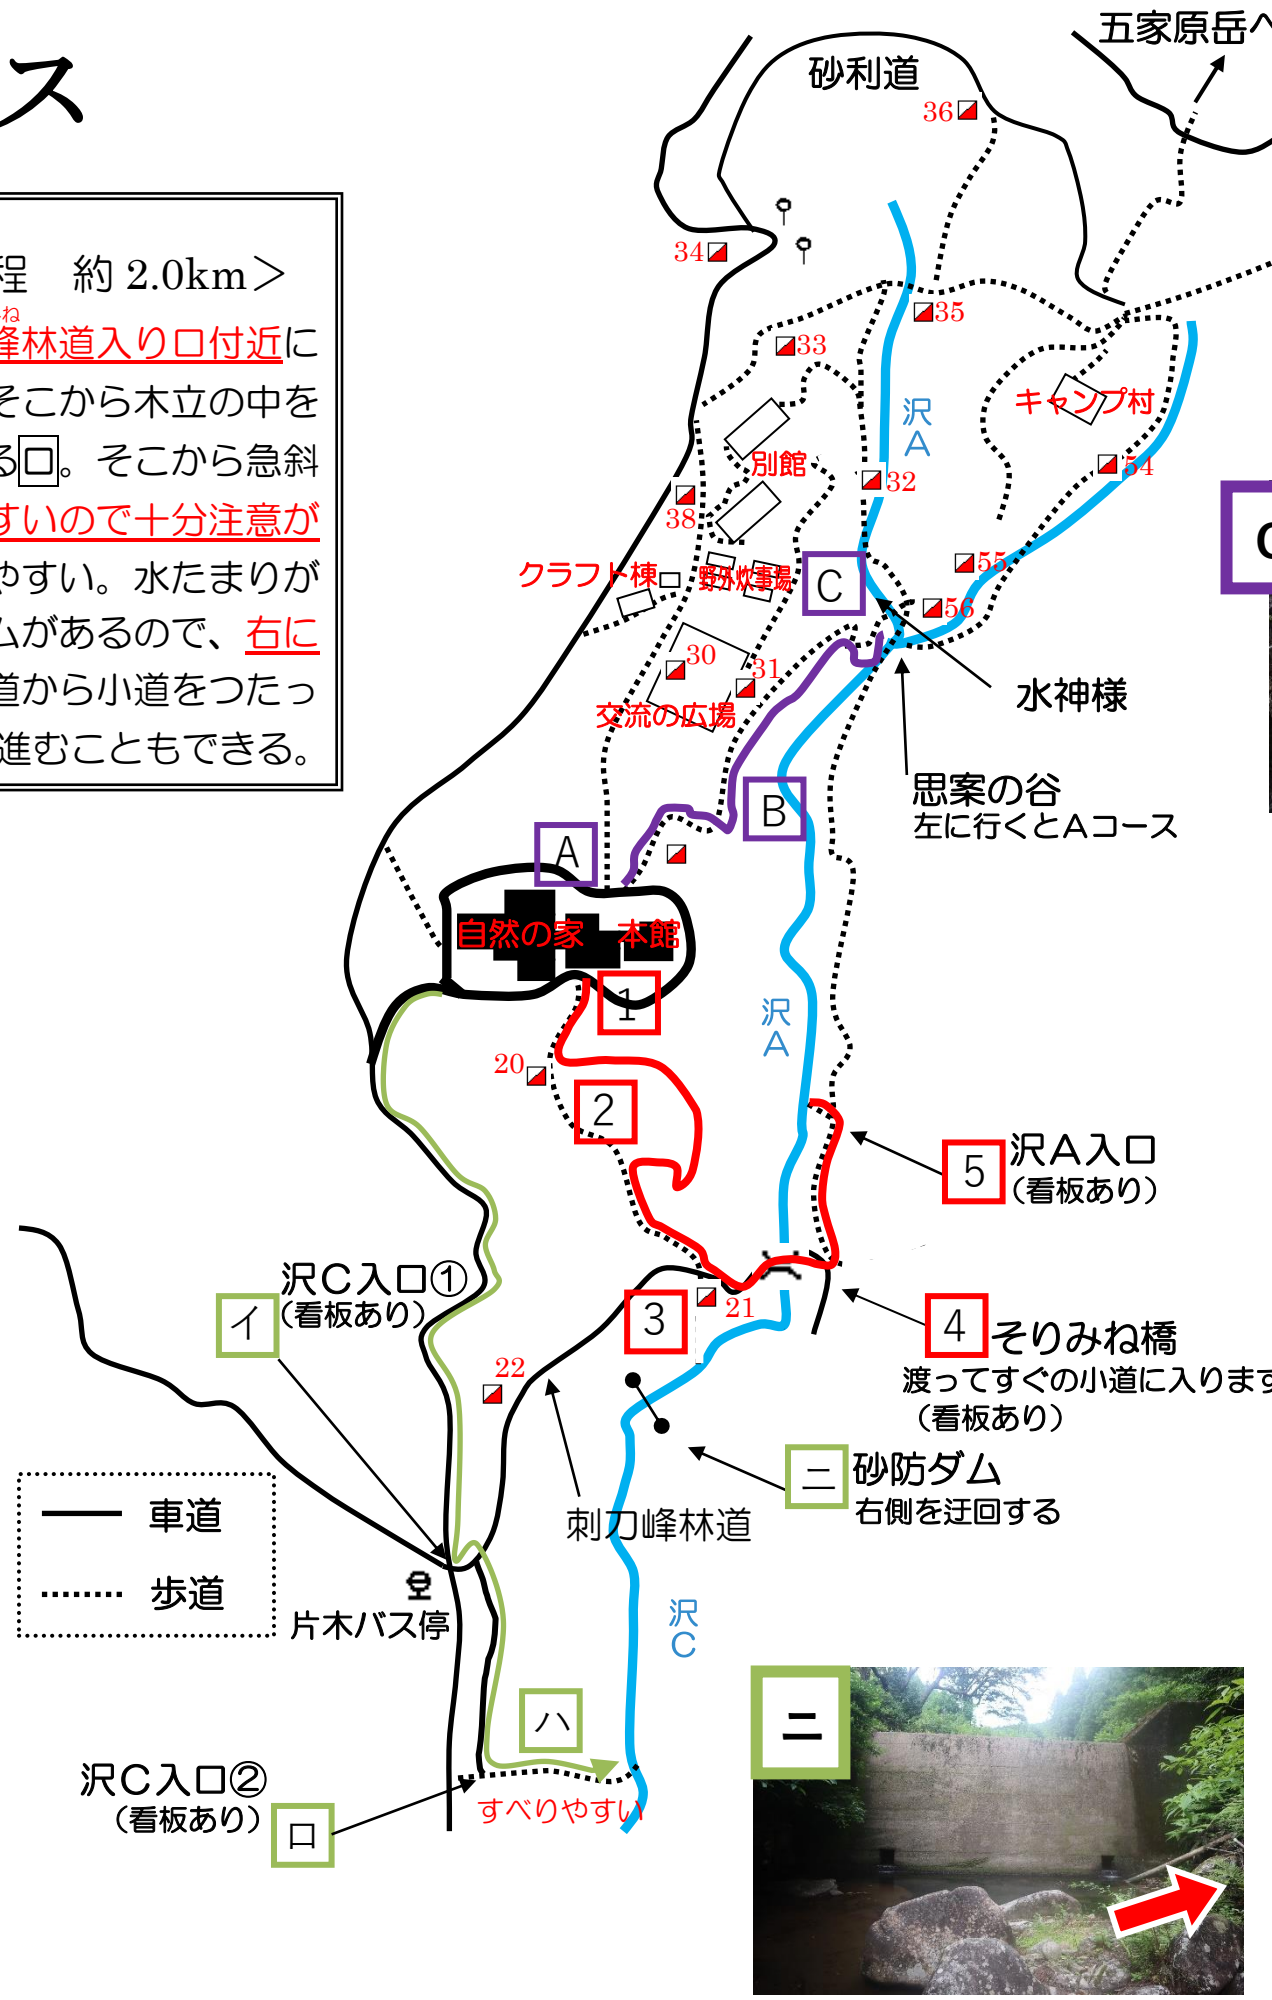 ス
程 約 2.0km＞
ね
峰林道入り口付近に
そこから木立の中を
るロ。そこから急斜
すいので十分注意が
やすい。水たまりが
ムがあるので、右に
道から小道をつたっ
進むこともできる。
五家原岳へ
砂利道
36
34
35
33
沢A
キャンプ村
別館
32
54
38
クラフト棟
野外炊事場
C
55
56
30
31
交流の広場
水神様
思案の谷
左に行くとAコース
B
A
自然の家 本館
1
沢A
20
2
5
沢A入口
(看板あり)
沢C入口①
(看板あり)
イ
3
21
4
そりみね橋
渡ってすぐの小道に入ります
(看板あり)
22
ニ
砂防ダム
右側を迂回する
刺刀峰林道
車道
歩道
片木バス停
沢C
ハ
沢C入口②
(看板あり)
ロ
すべりやすい
ニ